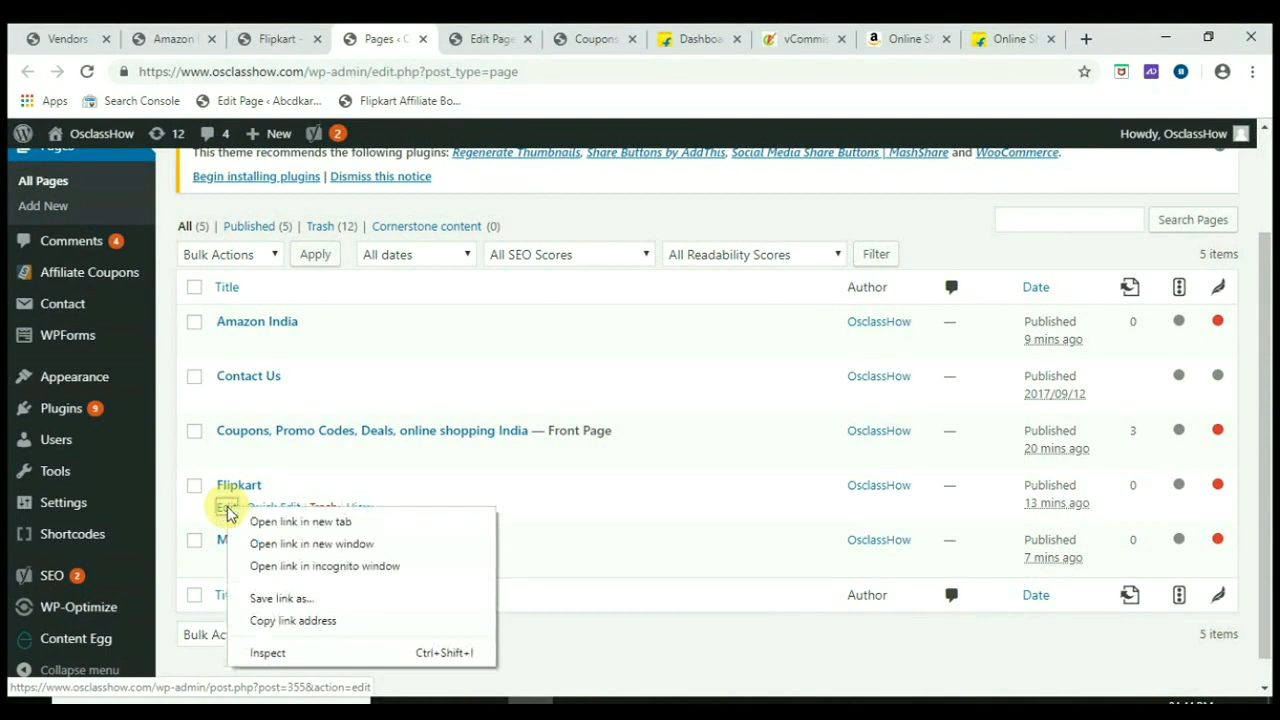 Vendors
Amazon
Flipkart -
Pages ‹ C
Edit Page
Coupons
Dashboa
vCommis
Online S
Online S
https://www.osclasshow.com/wp-admin/edit.php?post_type=page
Apps
Search Console
Edit Page ‹ Abcdkar...
Flipkart Affiliate Bo...
OsclassHow
12
4
New
2
Howdy, OsclassHow
Pages
This theme recommends the following plugins: Regenerate Thumbnails, Share Buttons by AddThis, Social Media Share Buttons | MashShare and WooCommerce.
Begin installing plugins | Dismiss this notice
All Pages
Add New
Comments 4
Affiliate Coupons
Contact
WPForms
Appearance
Plugins 9
Users
Tools
Settings
Shortcodes
SEO 2
WP-Optimize
Content Egg
Collapse menu
All (5) | Published (5) | Trash (12) | Cornerstone content (0)
Search Pages
Bulk Actions
Apply
All dates
All SEO Scores
All Readability Scores
Filter
5 items
Title
Author
Date
Amazon India
OsclassHow
—
Published
9 mins ago
0
Contact Us
OsclassHow
—
Published
2017/09/12
Coupons, Promo Codes, Deals, online shopping India — Front Page
OsclassHow
—
Published
20 mins ago
3
Flipkart
Edit | Quick Edit | Trash | View
OsclassHow
—
Published
13 mins ago
0
M
OsclassHow
—
Published
7 mins ago
0
Open link in new tab
Open link in new window
Open link in incognito window
Save link as...
Copy link address
Inspect
Ctrl+Shift+I
Tit
Author
Date
Bulk Ac
5 items
https://www.osclasshow.com/wp-admin/post.php?post=355&action=edit